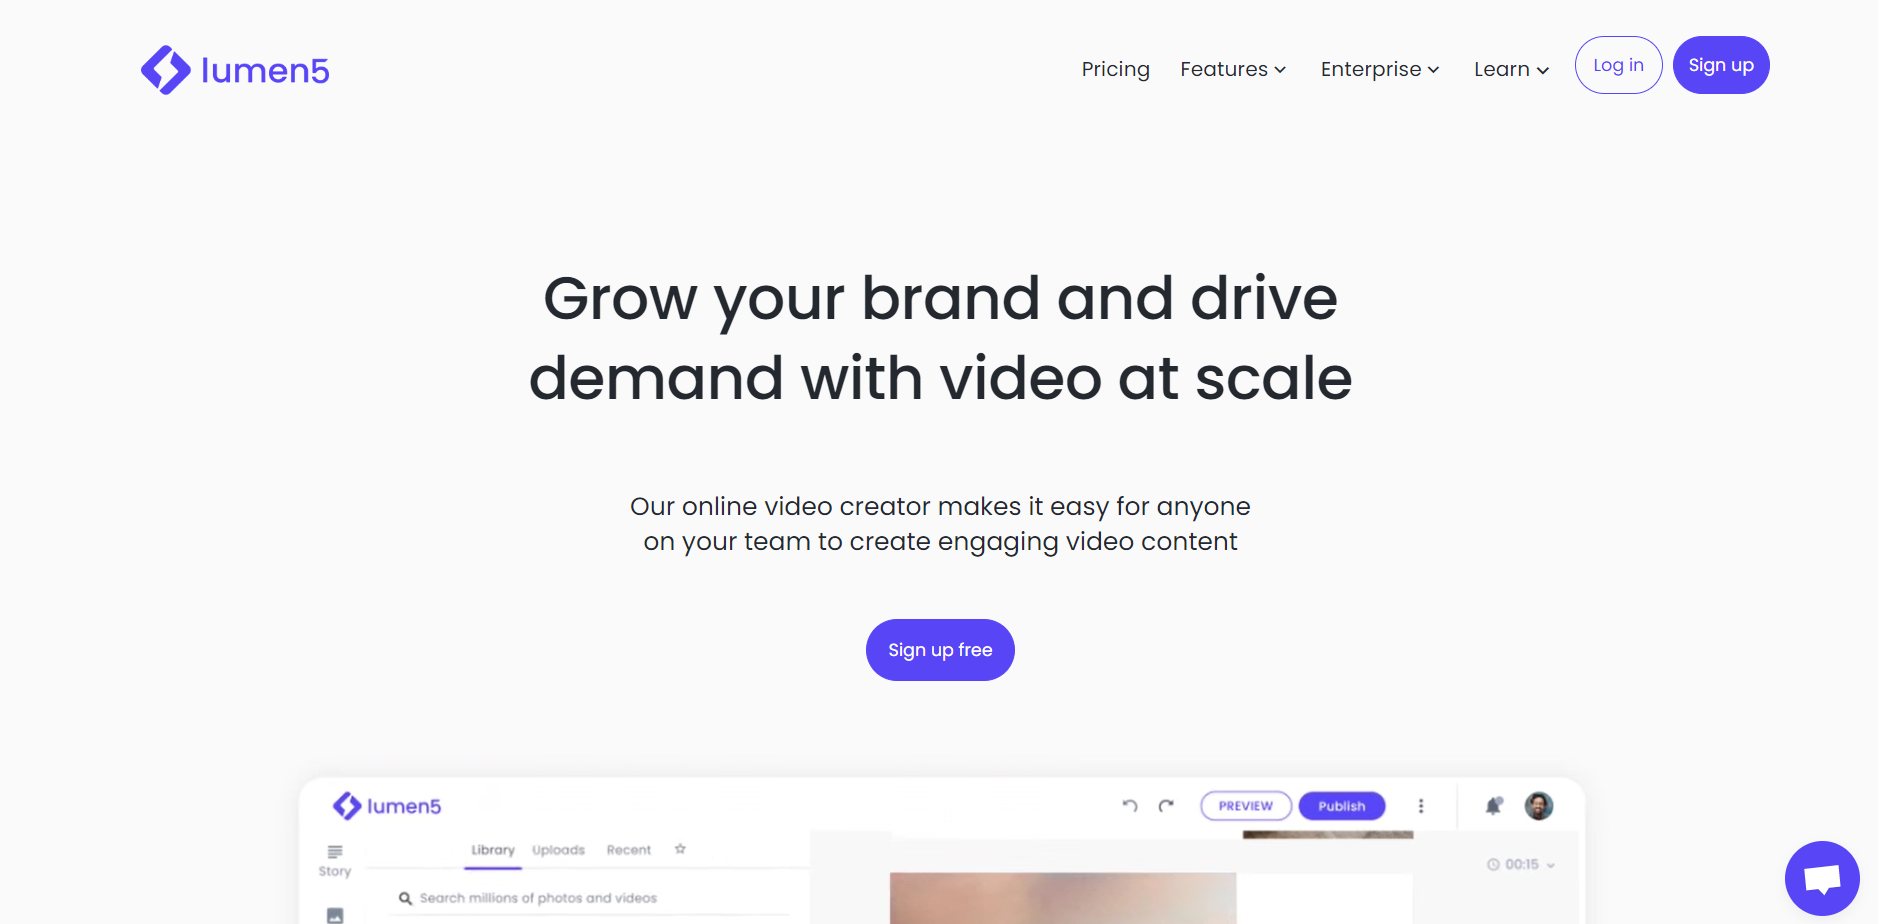 lumen5
Pricing
Features
Enterprise
Learn
Log in
Sign up
Grow your brand and drive
demand with video at scale
Our online video creator makes it easy for anyone
on your team to create engaging video content
Sign up free
lumen5
PREVIEW
Publish
Library
Uploads
Recent
Story
00:15
Search millions of photos and videos